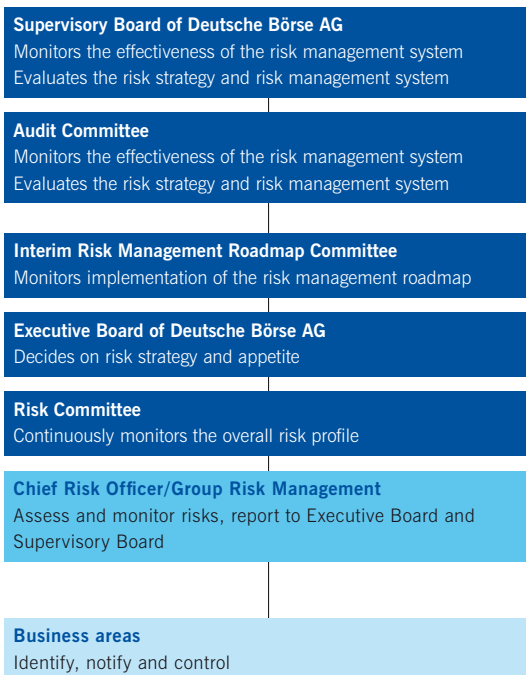 Supervisory Board of Deutsche Börse AG
Monitors the effectiveness of the risk management system
Evaluates the risk strategy and risk management system
Audit Committee
Monitors the effectiveness of the risk management system
Evaluates the risk strategy and risk management system
Interim Risk Management Roadmap Committee
Monitors implementation of the risk management roadmap
Executive Board of Deutsche Börse AG
Decides on risk strategy and appetite
Risk Committee
Continuously monitors the overall risk profile
Chief Risk Officer/Group Risk Management
Assess and monitor risks, report to Executive Board and
Supervisory Board
Business areas
Identify, notify and control